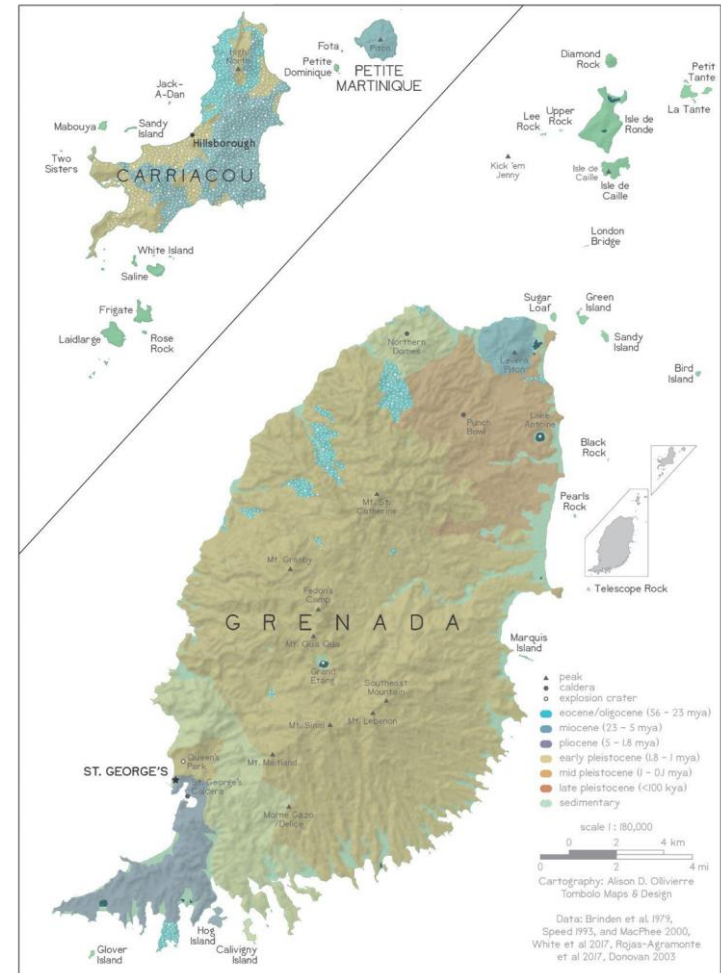 High
North
Fota
Piton
Petite
Dominique
PETITE
MARTINIQUE
Jack-
A-Dan
Mabouya
Sandy
Island
Hillsborough
Two
Sisters
CARRIACOU
White Island
Saline
Frigate
Laidlarge
Rose
Rock
Diamond
Rock
Petit
Tante
La Tante
Upper
Rock
Lee
Rock
Isle de
Ronde
Kick 'em
Jenny
Isle de
Caille
Isle de
Caille
London
Bridge
Sugar
Loaf
Green
Island
Sandy
Island
Bird
Island
Northern
Domes
Levera
Piton
Punch
Bowl
Lake
Antoine
Black
Rock
Pearls
Rock
Mt. St.
Catherine
Mt. Granby
Telescope Rock
Fedon's
Camp
GRENADA
Mt. Qua Qua
Marquis
Island
Grand
Etang
Southeast
Mountain
Mt. Lebanon
Mt. Sinai
Queen's
Park
Mt. Maitland
ST. GEORGE'S
St. George's
Caldera
Morne Gazo
/Delice
Hog
Island
Glover
Island
Calivigny
Island
peak
caldera
explosion crater
eocene/oligocene (56 - 23 mya)
miocene (23 - 5 mya)
pliocene (5 - 1.8 mya)
early pleistocene (1.8 - 1 mya)
mid pleistocene (1 - 0.1 mya)
late pleistocene (<100 kya)
sedimentary
scale 1 : 180,000
0 2 4 km
0 2 4 mi
Cartography: Alison D. Ollivierre
Tombolo Maps & Design
Data: Brinden et al. 1979,
Speed 1993, and MacPhee 2000,
White et al 2017, Rojas-Agramonte
et al 2017, Donovan 2003